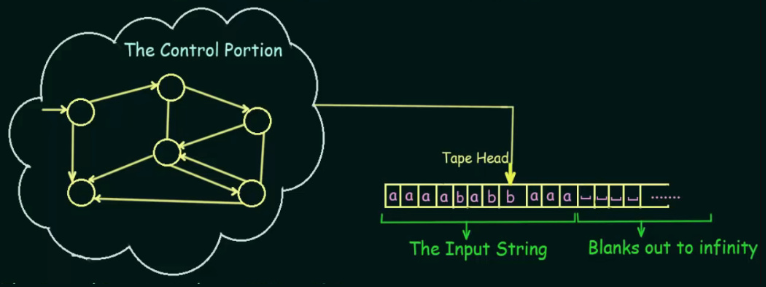 The Control Portion
Tape Head
a a a a b a b b a a a ␣ ␣ ␣ ␣ .......
The Input String
Blanks out to infinity